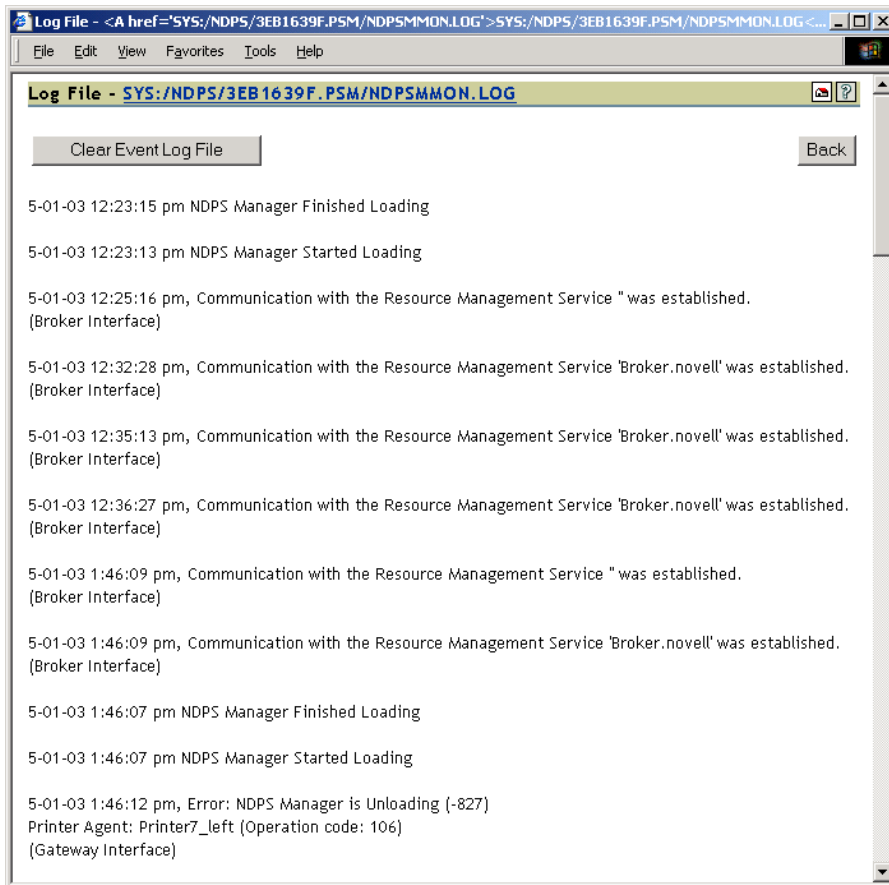 Log File - <A href='SYS:/NDPS/3EB1639F.PSM/NDPSMMON.LOG'>SYS:/NDPS/3EB1639F.PSM/NDPSMMON.LOG<...
File Edit View Favorites Tools Help
Log File - SYS:/NDPS/3EB1639F.PSM/NDPSMMON.LOG
Clear Event Log File Back
5-01-03 12:23:15 pm NDPS Manager Finished Loading
5-01-03 12:23:13 pm NDPS Manager Started Loading
5-01-03 12:25:16 pm, Communication with the Resource Management Service '' was established.
(Broker Interface)
5-01-03 12:32:28 pm, Communication with the Resource Management Service 'Broker.novell' was established.
(Broker Interface)
5-01-03 12:35:13 pm, Communication with the Resource Management Service 'Broker.novell' was established.
(Broker Interface)
5-01-03 12:36:27 pm, Communication with the Resource Management Service 'Broker.novell' was established.
(Broker Interface)
5-01-03 1:46:09 pm, Communication with the Resource Management Service '' was established.
(Broker Interface)
5-01-03 1:46:09 pm, Communication with the Resource Management Service 'Broker.novell' was established.
(Broker Interface)
5-01-03 1:46:07 pm NDPS Manager Finished Loading
5-01-03 1:46:07 pm NDPS Manager Started Loading
5-01-03 1:46:12 pm, Error: NDPS Manager is Unloading (-827)
Printer Agent: Printer7_left (Operation code: 106)
(Gateway Interface)